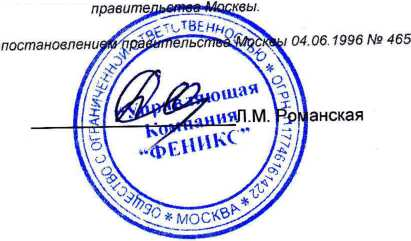 правительства Москвы.
постановлением правительства Москвы 04.06.1996 № 465
Л.М. Романская
ОБЩЕСТВО С ОГРАНИЧЕННОЙ ОТВЕТСТВЕННОСТЬЮ * ОГРН 1177746161422 * МОСКВА *
Управляющая
Компания
"ФЕНИКС"